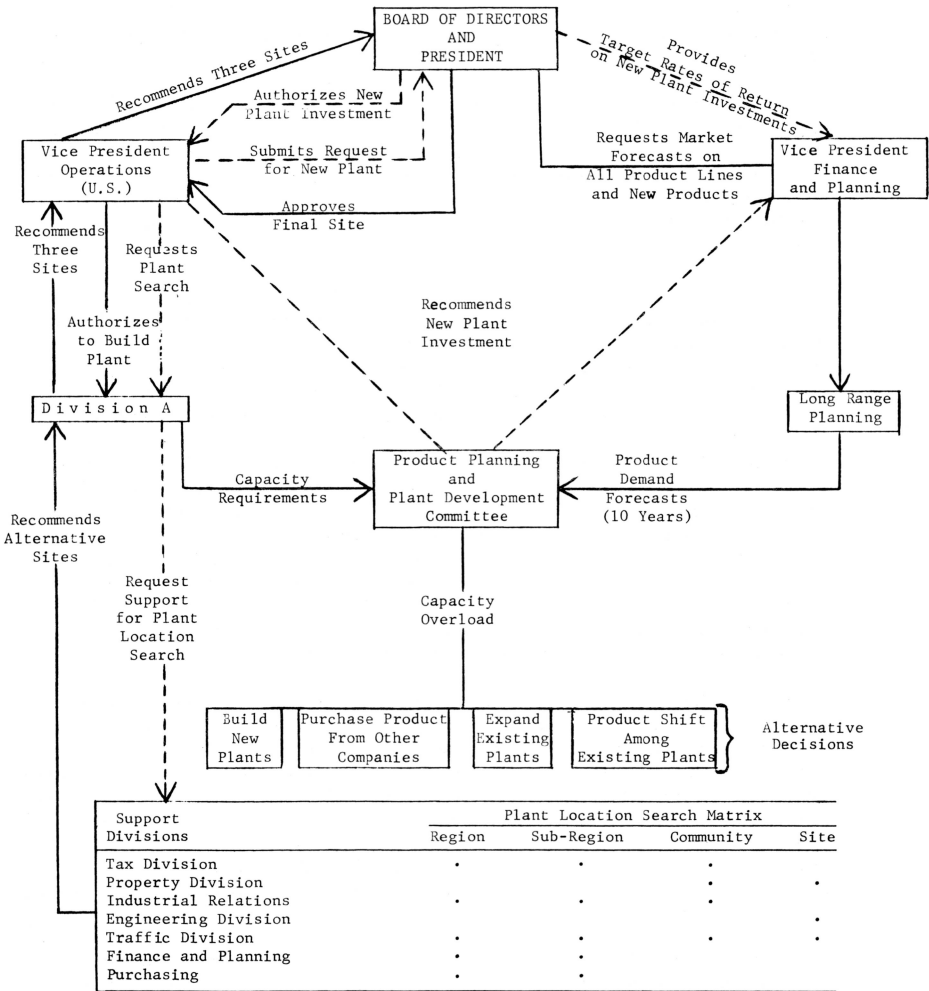 BOARD OF DIRECTORS
AND
PRESIDENT
Recommends Three Sites
Provides
Target Rates of Return
on New Plant Investments
Authorizes New
Plant Investment
Submits Request
for New Plant
Approves
Final Site
Vice President
Operations
(U.S.)
Requests Market
Forecasts on
All Product Lines
and New Products
Vice President
Finance
and Planning
Recommends
Three
Sites
Requests
Plant
Search
Authorizes
to Build
Plant
Recommends
New Plant
Investment
Division A
Long Range
Planning
Capacity
Requirements
Product Planning
and
Plant Development
Committee
Product
Demand
Forecasts
(10 Years)
Recommends
Alternative
Sites
Request
Support
for Plant
Location
Search
Capacity
Overload
Build
New
Plants
Purchase Product
From Other
Companies
Expand
Existing
Plants
Product Shift
Among
Existing Plants
Alternative
Decisions
Support
Divisions
Plant Location Search Matrix
Region Sub-Region Community Site
Tax Division • • •
Property Division • •
Industrial Relations • • •
Engineering Division •
Traffic Division • • • •
Finance and Planning • •
Purchasing • •